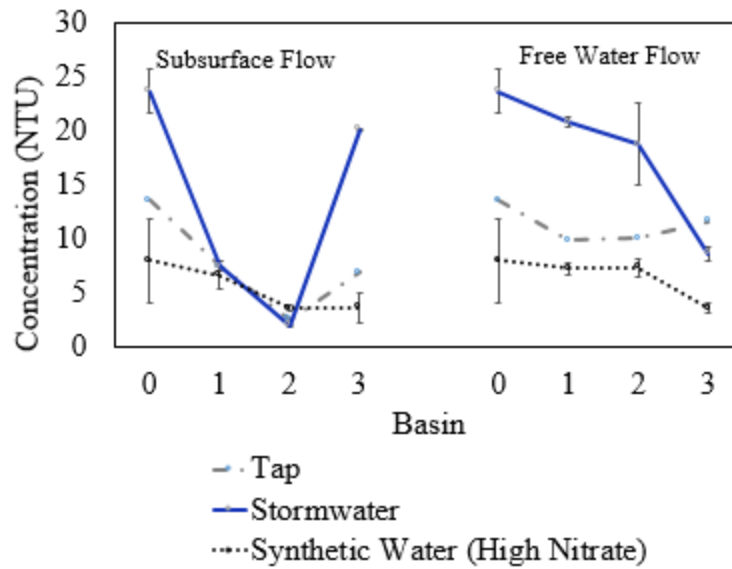 30
25
20
15
10
5
0
Concentration (NTU)
Subsurface Flow
Free Water Flow
0 1 2 3 0 1 2 3
Basin
Tap
Stormwater
Synthetic Water (High Nitrate)